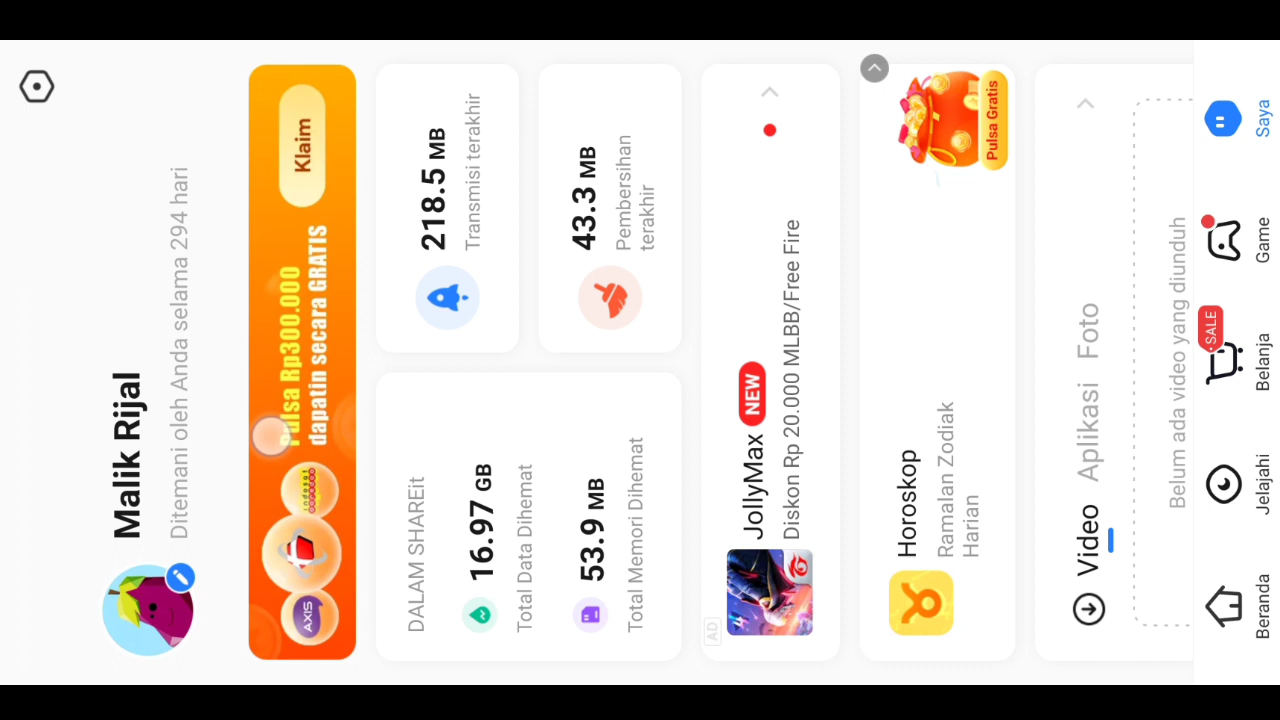 Malik Rijal
Ditemani oleh Anda selama 294 hari
AXIS
indosat
ooredoo
Pulsa Rp300.000
dapatin secara GRATIS
Klaim
DALAM SHAREit
16.97 GB
Total Data Dihemat
53.9 MB
Total Memori Dihemat
218.5 MB
Transmisi terakhir
43.3 MB
Pembersihan
terakhir
AD
JollyMax NEW
Diskon Rp 20.000 MLBB/Free Fire
Horoskop
Ramalan Zodiak
Harian
Pulsa Gratis
Video Aplikasi Foto
Belum ada video yang diunduh
Beranda
Jelajahi
SALE
Belanja
Game
Saya